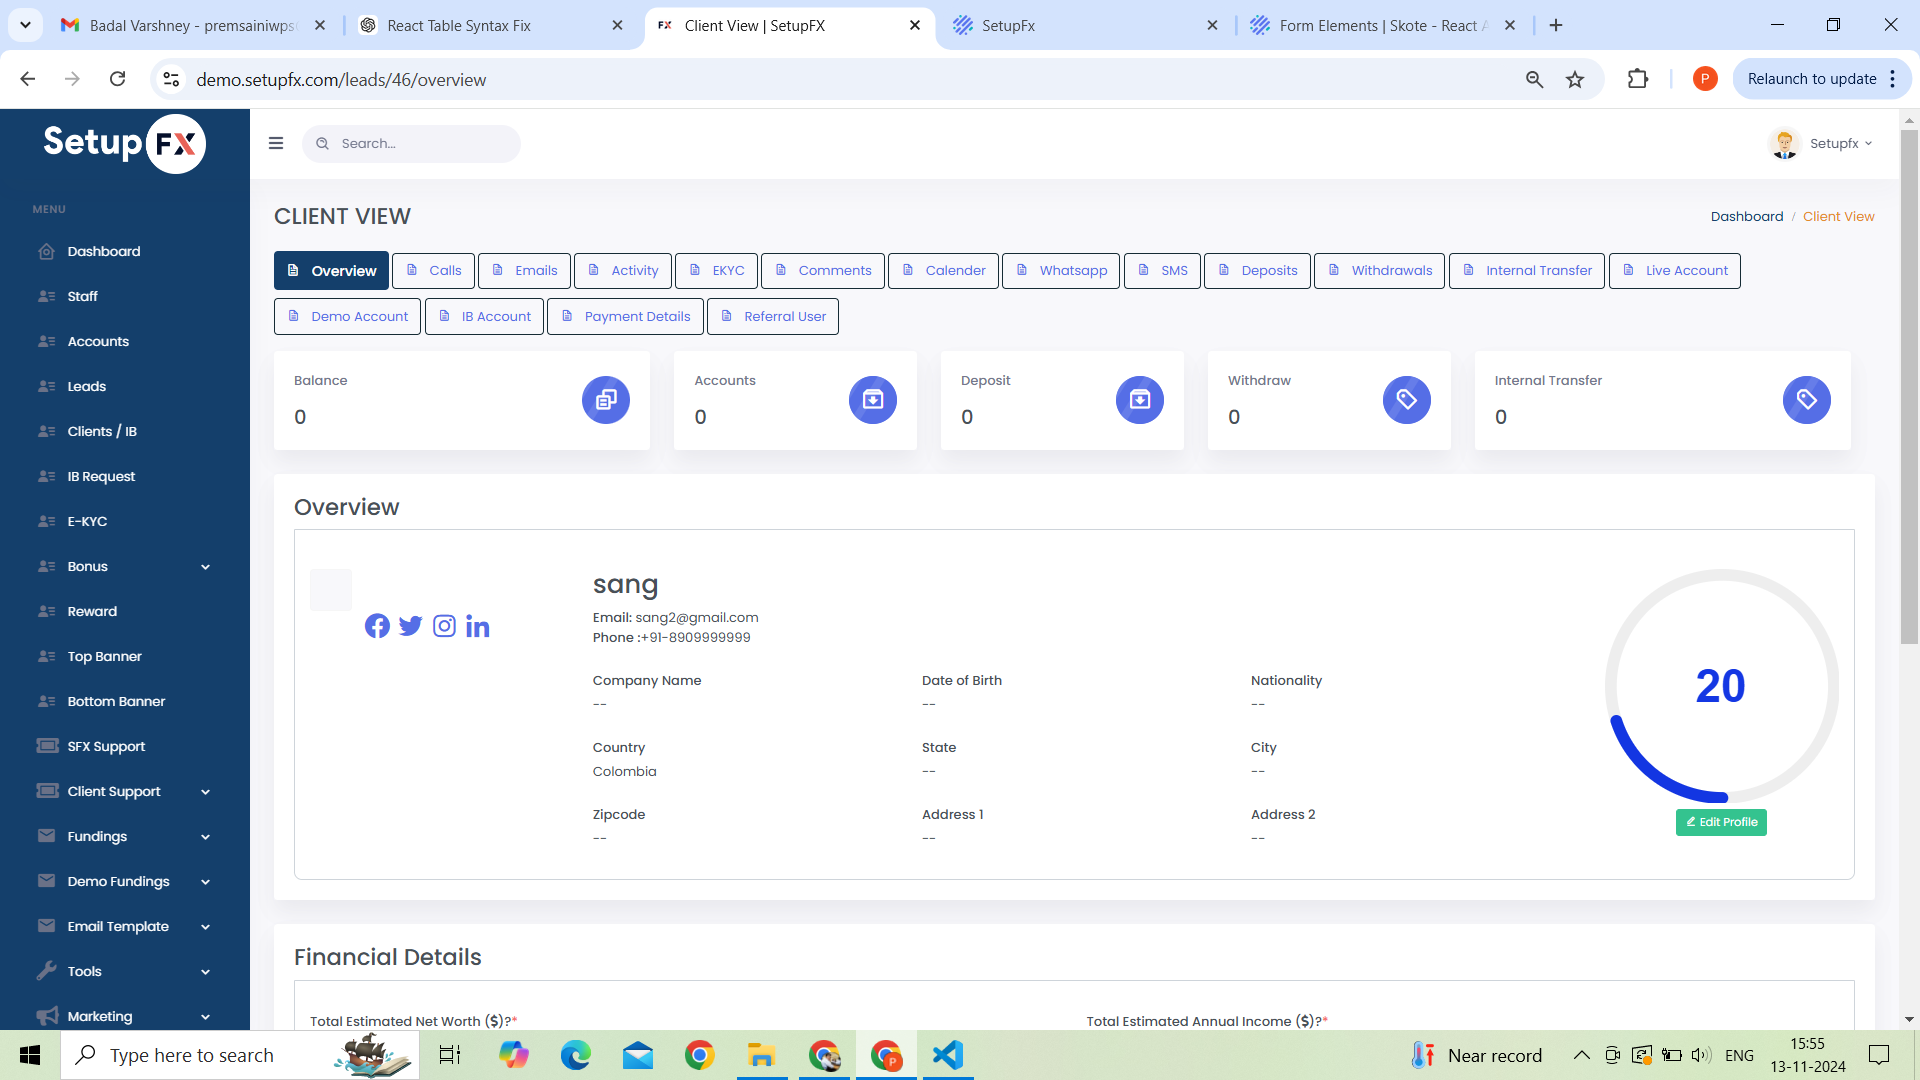 Badal Varshney - premsainiwps
React Table Syntax Fix
FX Client View | SetupFX
SetupFx
Form Elements | Skote - React A
demo.setupfx.com/leads/46/overview
P
Relaunch to update
SetupFX
Search...
Setupfx
MENU
Dashboard
Staff
Accounts
Leads
Clients / IB
IB Request
E-KYC
Bonus
Reward
Top Banner
Bottom Banner
SFX Support
Client Support
Fundings
Demo Fundings
Email Template
Tools
Marketing
CLIENT VIEW
Dashboard / Client View
Overview
Calls
Emails
Activity
EKYC
Comments
Calender
Whatsapp
SMS
Deposits
Withdrawals
Internal Transfer
Live Account
Demo Account
IB Account
Payment Details
Referral User
Balance
0
Accounts
0
Deposit
0
Withdraw
0
Internal Transfer
0
Overview
sang
Email: sang2@gmail.com
Phone :+91-8909999999
Company Name
--
Date of Birth
--
Nationality
--
Country
Colombia
State
--
City
--
Zipcode
--
Address 1
--
Address 2
--
20
Edit Profile
Financial Details
Total Estimated Net Worth ($)?*
Total Estimated Annual Income ($)?*
Type here to search
P
Near record
ENG
15:55
13-11-2024